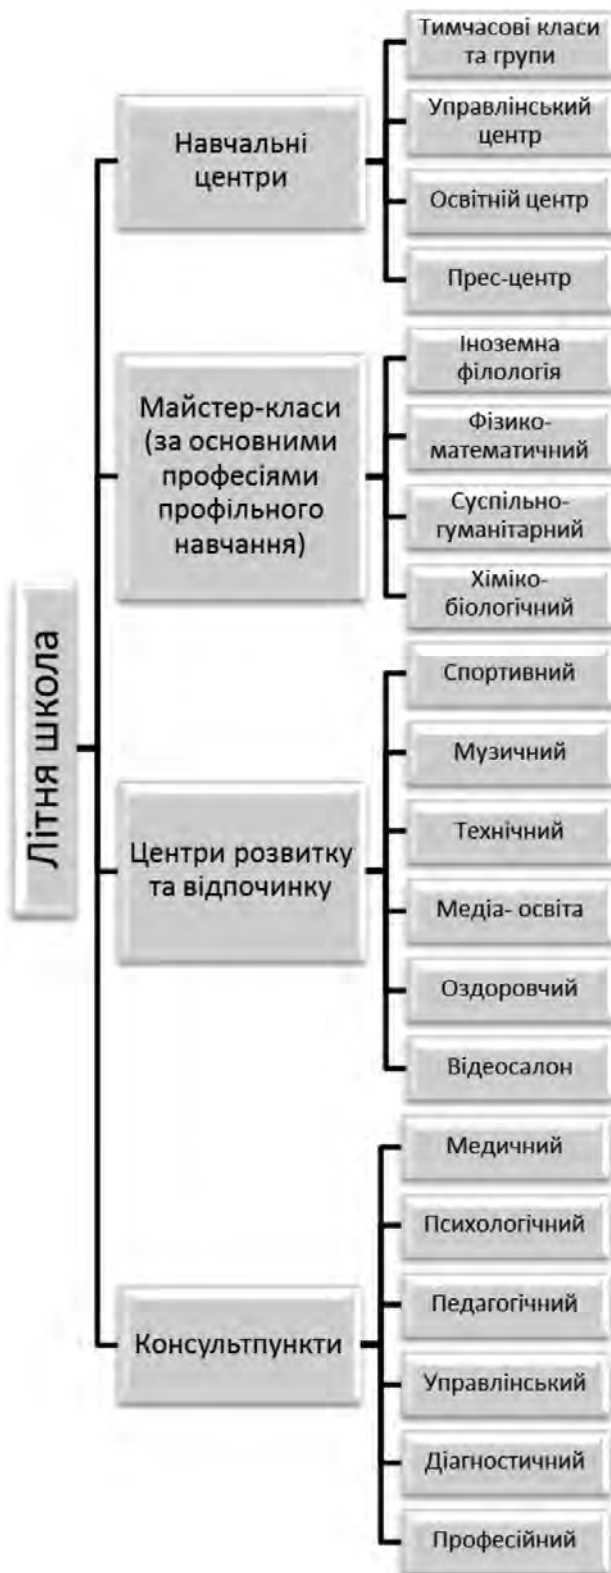 Літня школа
Навчальні
центри
Тимчасові класи
та групи
Управлінський
центр
Освітній центр
Прес-центр
Майстер-класи
(за основними
професіями
профільного
навчання)
Іноземна
філологія
Фізико-
математичний
Суспільно-
гуманітарний
Хіміко-
біологічний
Центри розвитку
та відпочинку
Спортивний
Музичний
Технічний
Медіа- освіта
Оздоровчий
Відеосалон
Консультпункти
Медичний
Психологічний
Педагогічний
Управлінський
Діагностичний
Професійний